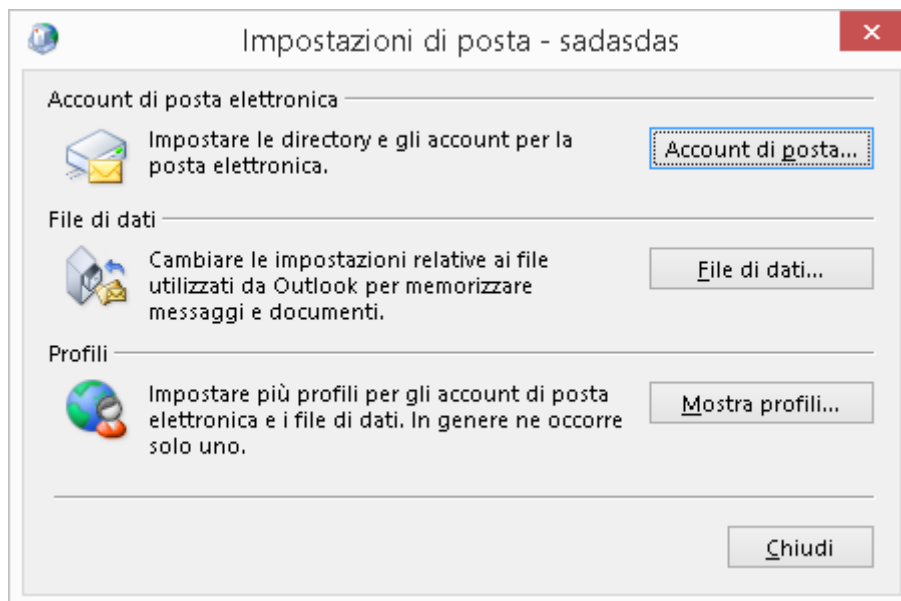 Impostazioni di posta - sadasdas
Account di posta elettronica
Impostare le directory e gli account per la
posta elettronica.
Account di posta...
File di dati
Cambiare le impostazioni relative ai file
utilizzati da Outlook per memorizzare
messaggi e documenti.
File di dati...
Profili
Impostare più profili per gli account di posta
elettronica e i file di dati. In genere ne occorre
solo uno.
Mostra profili...
Chiudi